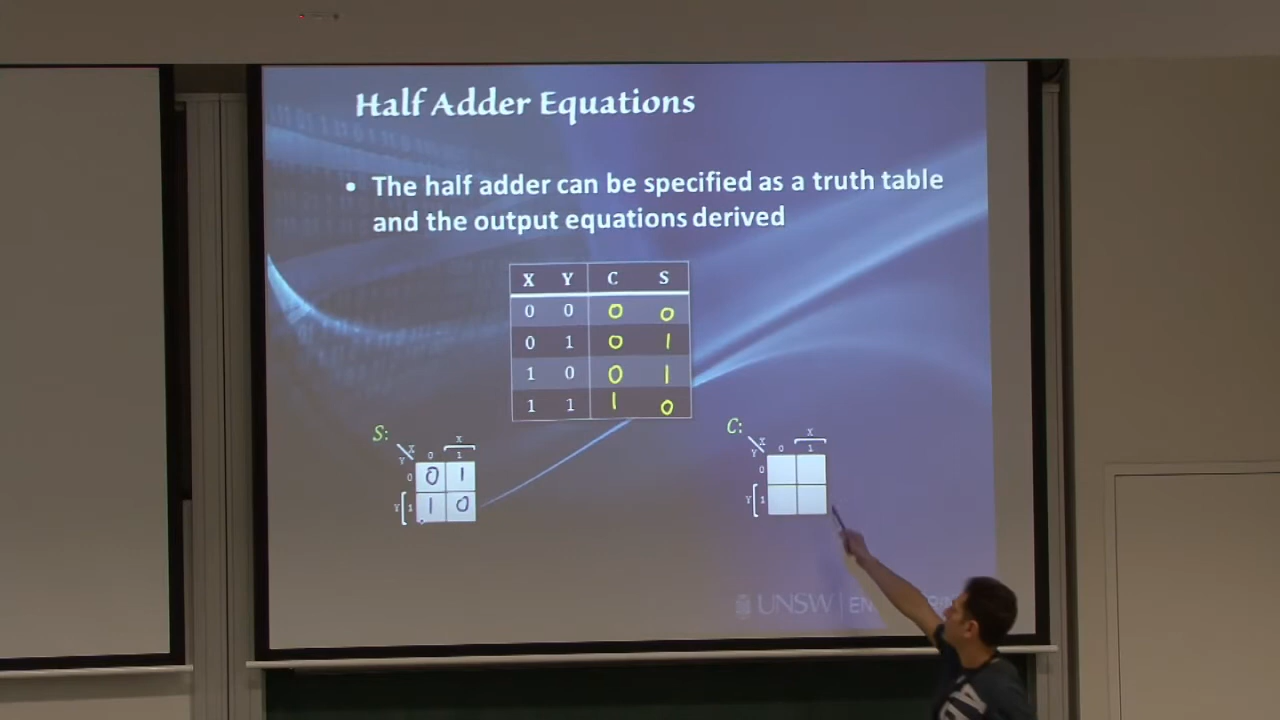 Half Adder Equations
• The half adder can be specified as a truth table
and the output equations derived
X Y C S
0 0 0 0
0 1 0 1
1 0 0 1
1 1 1 0
S:
X
X 0 1
Y
0 0 1
Y 1 1 0
C:
X
X 0 1
Y
0
Y 1
UNSW